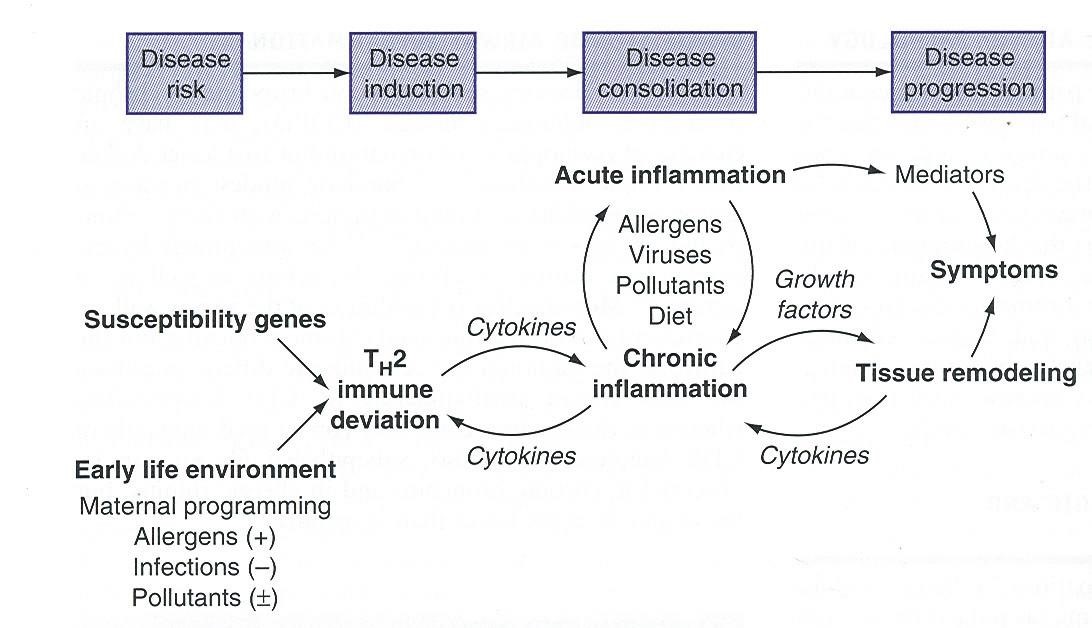 Disease
risk
Disease
induction
Disease
consolidation
Disease
progression
Acute inflammation
Mediators
Allergens
Viruses
Pollutants
Diet
Growth
factors
Symptoms
Susceptibility genes
Cytokines
TH2
immune
deviation
Chronic
inflammation
Tissue remodeling
Cytokines
Cytokines
Early life environment
Maternal programming
Allergens (+)
Infections (–)
Pollutants (±)